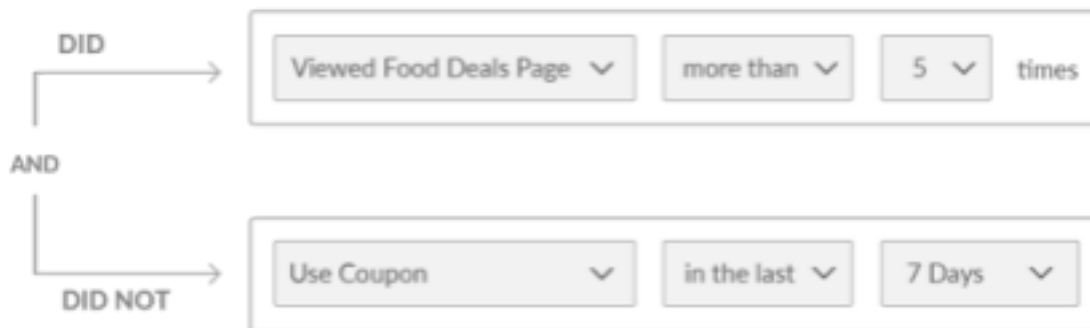 DID
Viewed Food Deals Page more than 5 times
AND
Use Coupon in the last 7 Days
DID NOT